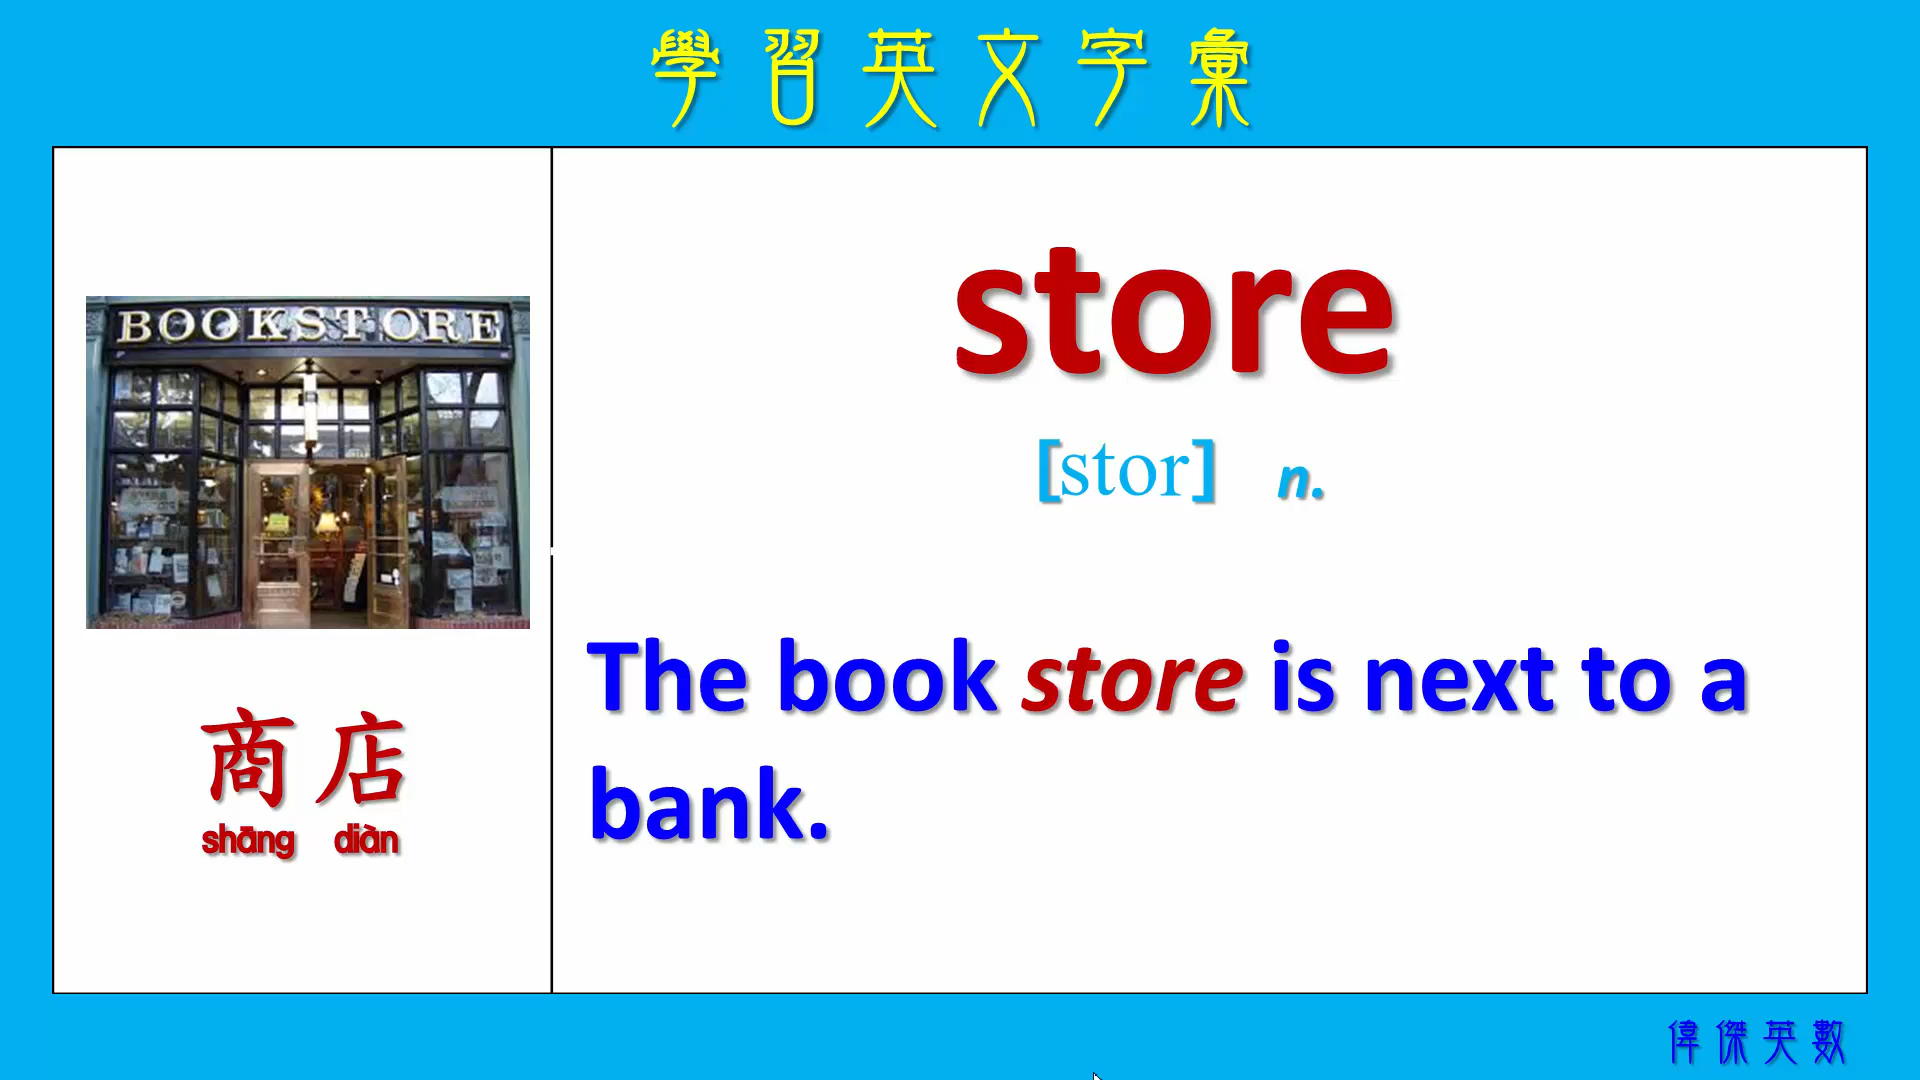 學習英文字彙
BOOKSTORE
商店
shāng diàn
store
[stor] n.
The book store is next to a
bank.
偉傑英數